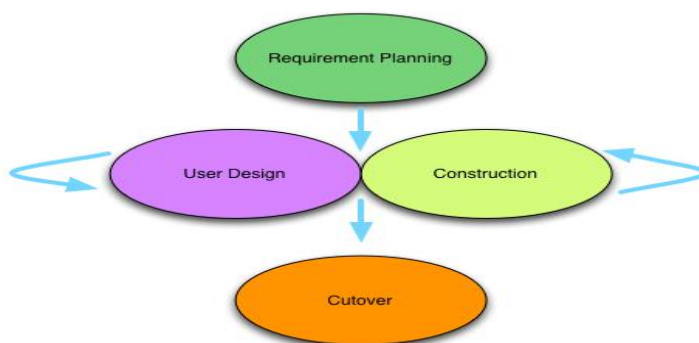 Requirement Planning
User Design
Construction
Cutover